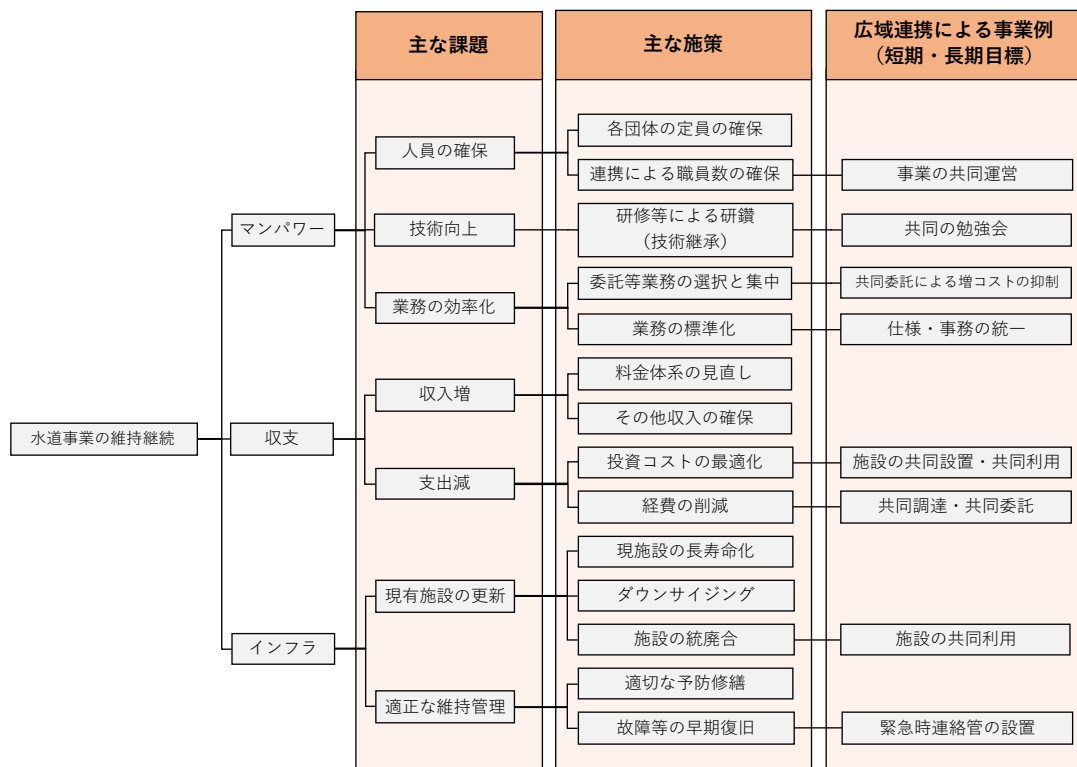 主な課題
主な施策
広域連携による事業例
（短期・長期目標）
水道事業の維持継続
マンパワー
人員の確保
各団体の定員の確保
連携による職員数の確保
事業の共同運営
技術向上
研修等による研鑽
（技術継承）
共同の勉強会
業務の効率化
委託等業務の選択と集中
共同委託による増コストの抑制
業務の標準化
仕様・事務の統一
収支
収入増
料金体系の見直し
その他収入の確保
支出減
投資コストの最適化
施設の共同設置・共同利用
経費の削減
共同調達・共同委託
インフラ
現有施設の更新
現施設の長寿命化
ダウンサイジング
施設の統廃合
施設の共同利用
適正な維持管理
適切な予防修繕
故障等の早期復旧
緊急時連絡管の設置